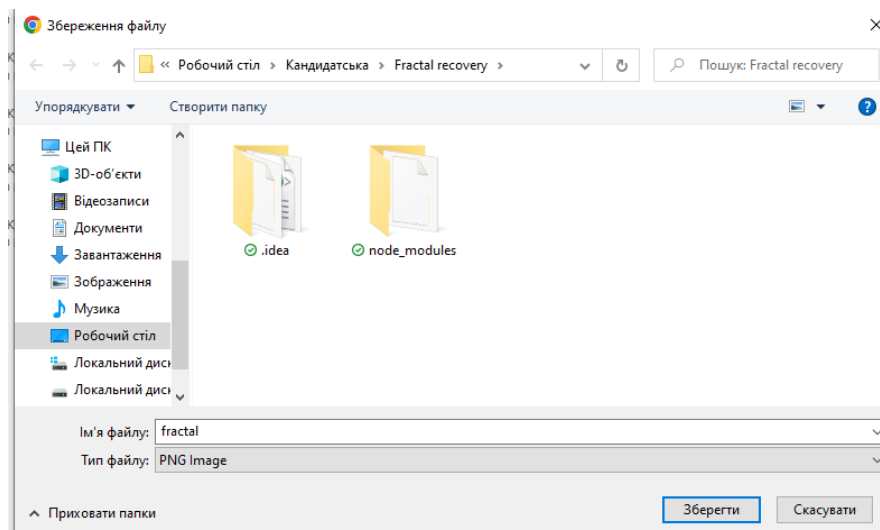 Збереження файлу
« Робочий стіл › Кандидатська › Fractal recovery ›
Пошук: Fractal recovery
Упорядкувати
Створити папку
Цей ПК
3D-об'єкти
Відеозаписи
Документи
Завантаження
Зображення
Музика
Робочий стіл
Локальний диск
Локальний диск
.idea
node_modules
Ім'я файлу: fractal
Тип файлу: PNG Image
Приховати папки
Зберегти
Скасувати